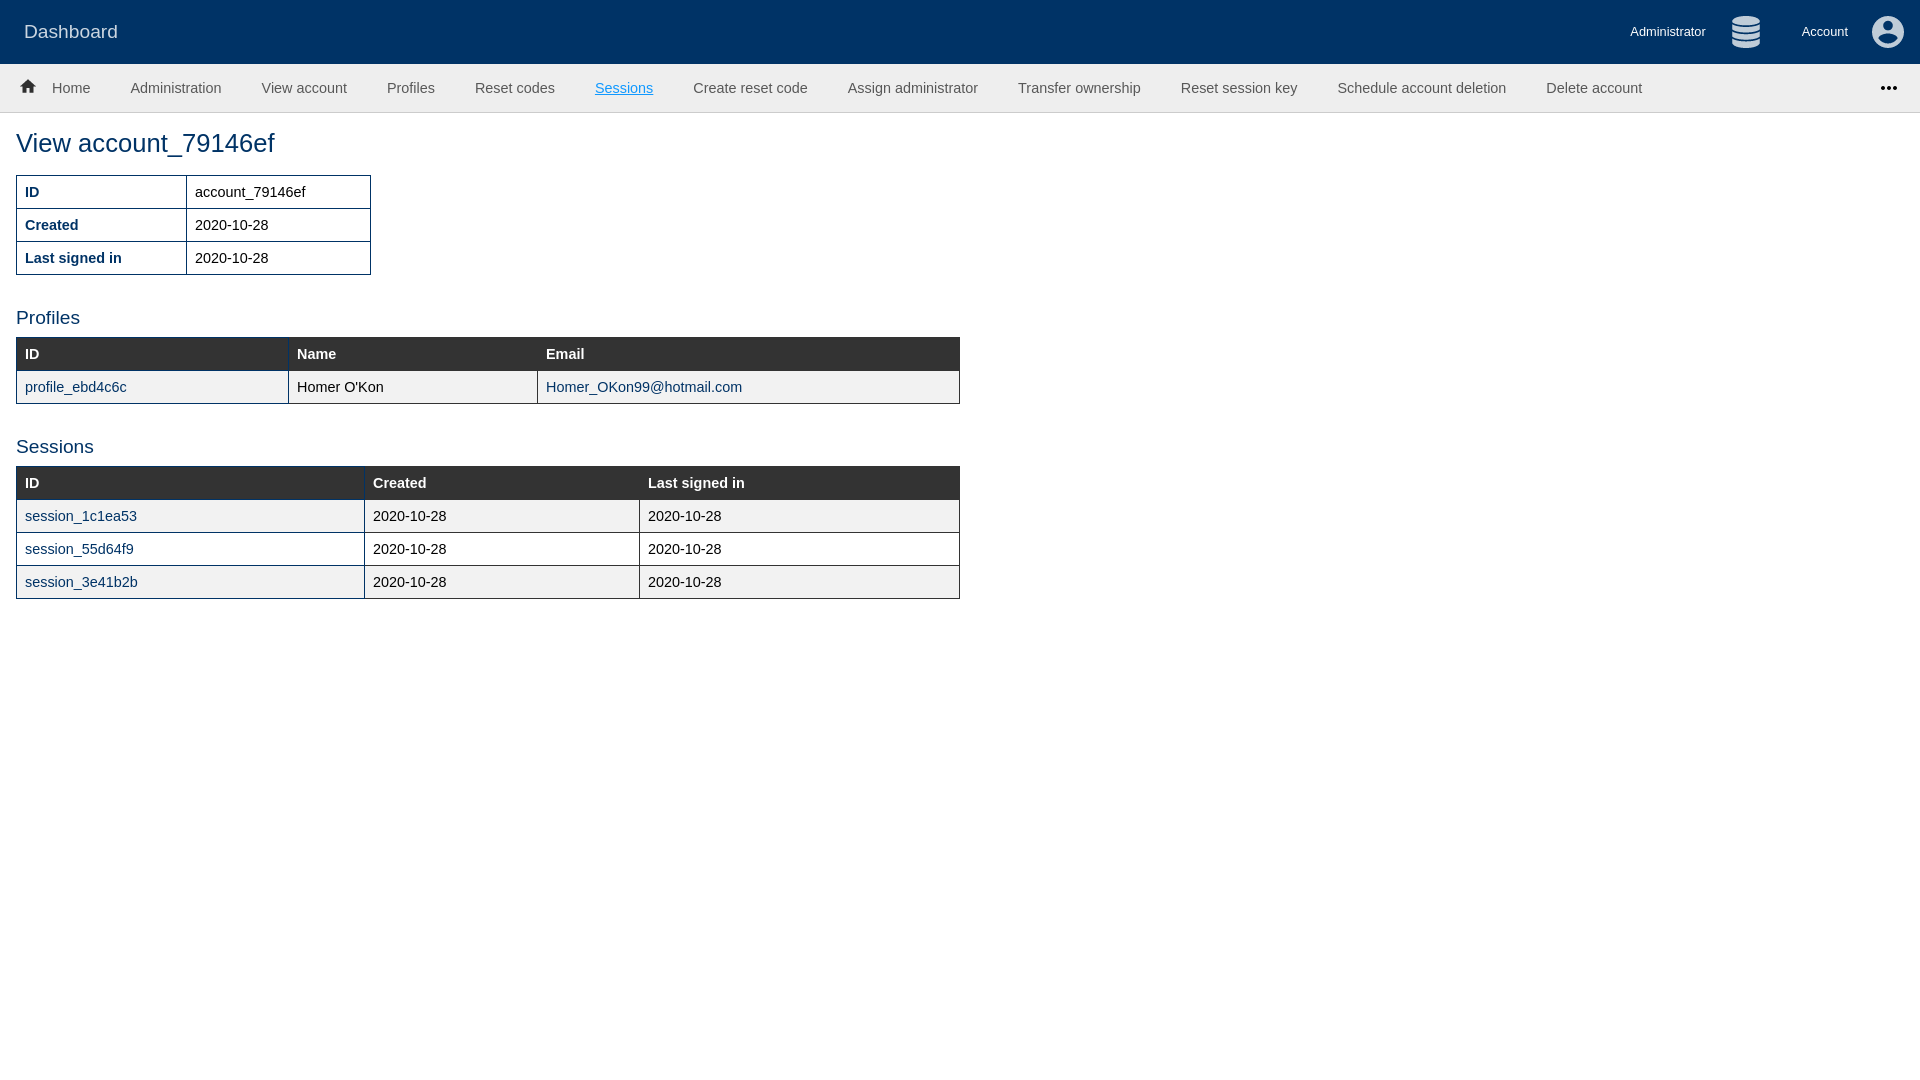 Dashboard Administrator Account
Home Administration View account Profiles Reset codes Sessions Create reset code Assign administrator Transfer ownership Reset session key Schedule account deletion Delete account
View account_79146ef
ID account_79146ef
Created 2020-10-28
Last signed in 2020-10-28
Profiles
ID Name Email
profile_ebd4c6c Homer O'Kon Homer_OKon99@hotmail.com
Sessions
ID Created Last signed in
session_1c1ea53 2020-10-28 2020-10-28
session_55d64f9 2020-10-28 2020-10-28
session_3e41b2b 2020-10-28 2020-10-28